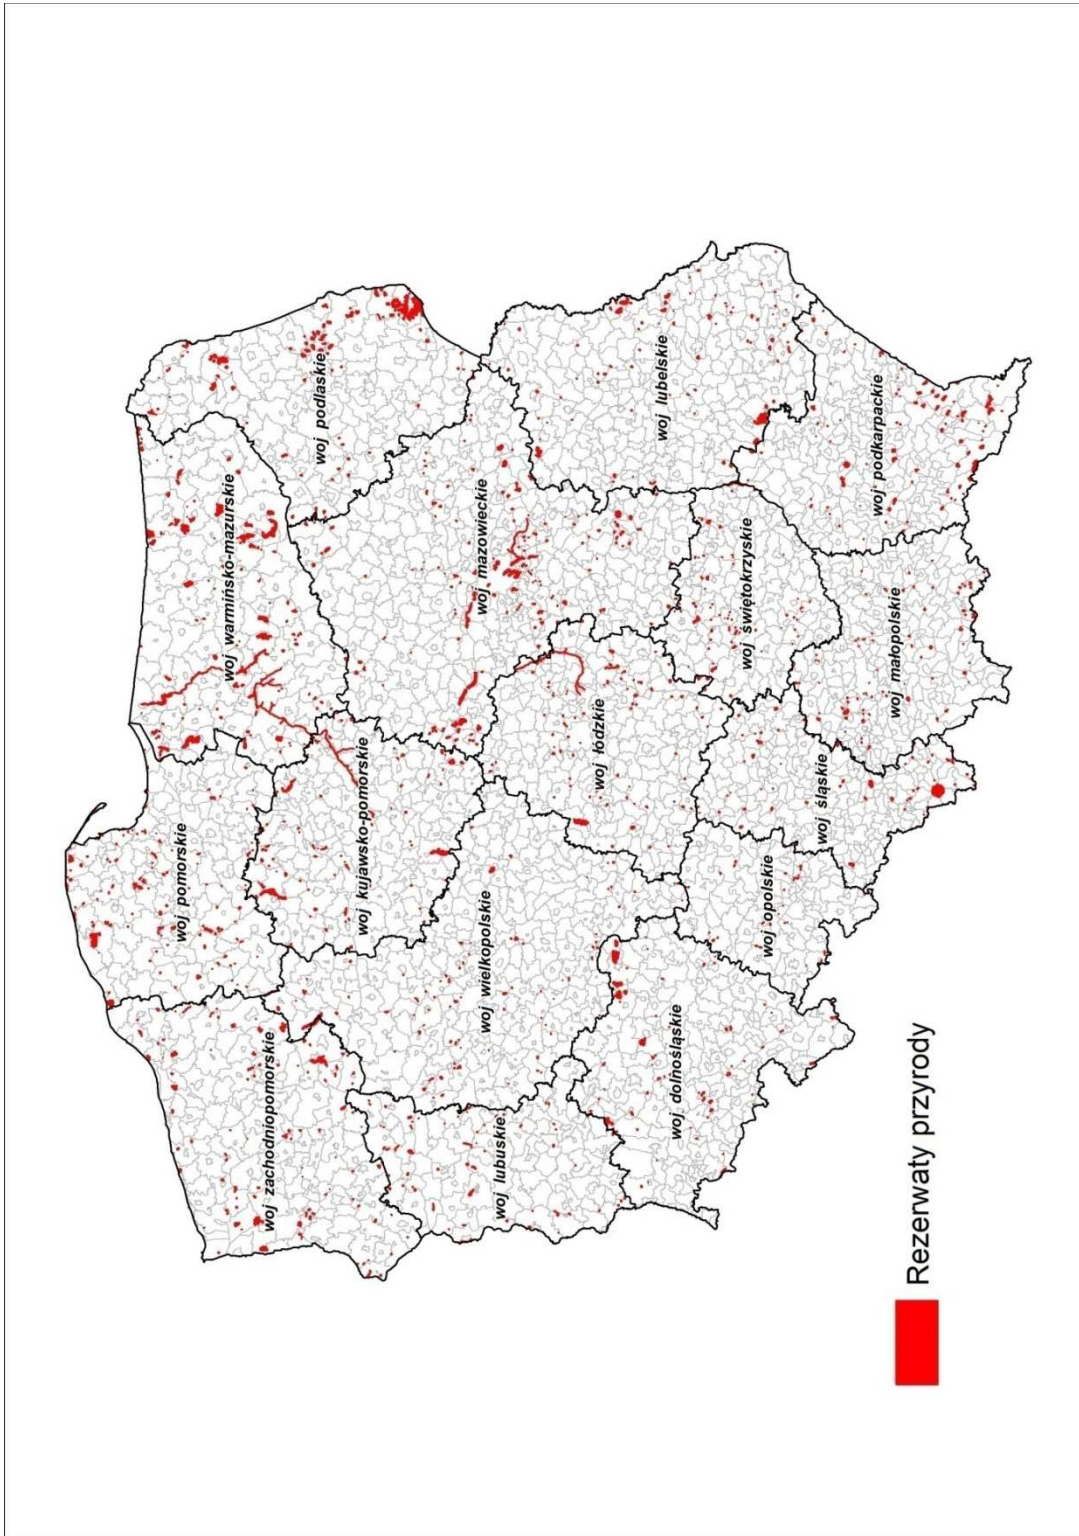 woj pomorskie
woj warmińsko-mazurskie
woj podlaskie
woj zachodniopomorskie
woj kujawsko-pomorskie
woj mazowieckie
woj wielkopolskie
woj lubuskie
woj łódzkie
woj lubelskie
woj dolnośląskie
woj świętokrzyskie
woj opolskie
woj śląskie
woj podkarpackie
woj małopolskie
Rezerwaty przyrody